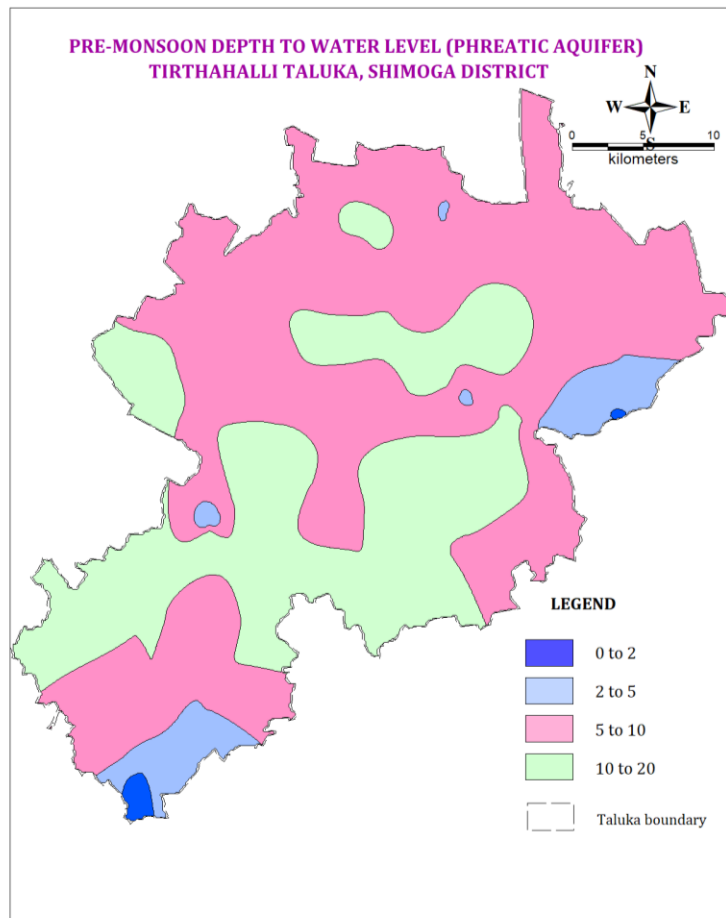 PRE-MONSOON DEPTH TO WATER LEVEL (PHREATIC AQUIFER)
TIRTHAHALLI TALUKA, SHIMOGA DISTRICT
N
W E
S
0 5 10
kilometers
LEGEND
0 to 2
2 to 5
5 to 10
10 to 20
Taluka boundary